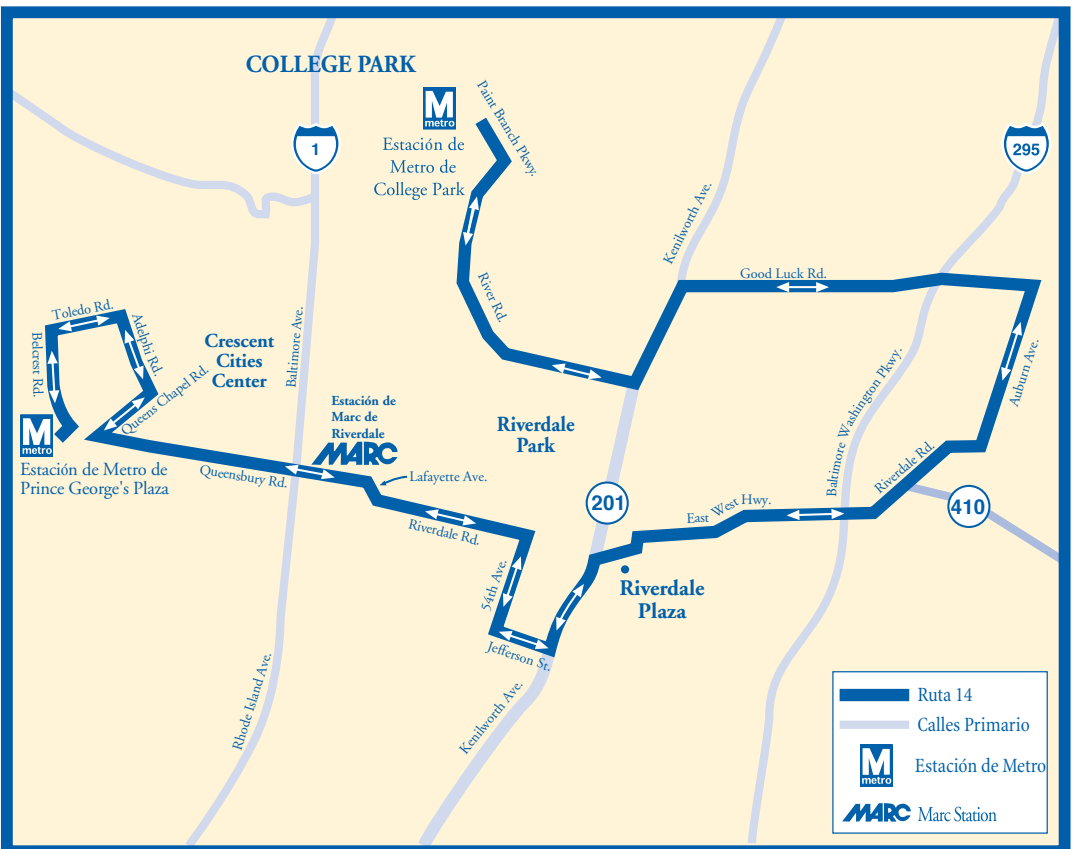 COLLEGE PARK
M
metro
Estación de
Metro de
College Park
Paint Branch Pkwy.
1
295
Kenilworth Ave.
Good Luck Rd.
River Rd.
Toledo Rd.
Adelphi Rd.
Belcrest Rd.
Queens Chapel Rd.
Crescent
Cities
Center
Baltimore Ave.
Auburn Ave.
Baltimore Washington Pkwy.
Estación de
Marc de
Riverdale
MARC
Riverdale
Park
M
metro
Estación de Metro de
Prince George's Plaza
Queensbury Rd.
Lafayette Ave.
Riverdale Rd.
Riverdale Rd.
201
410
East West Hwy.
54th Ave.
Riverdale
Plaza
Jefferson St.
Rhode Island Ave.
Kenilworth Ave.
Ruta 14
Calles Primario
M
metro
Estación de Metro
MARC Marc Station